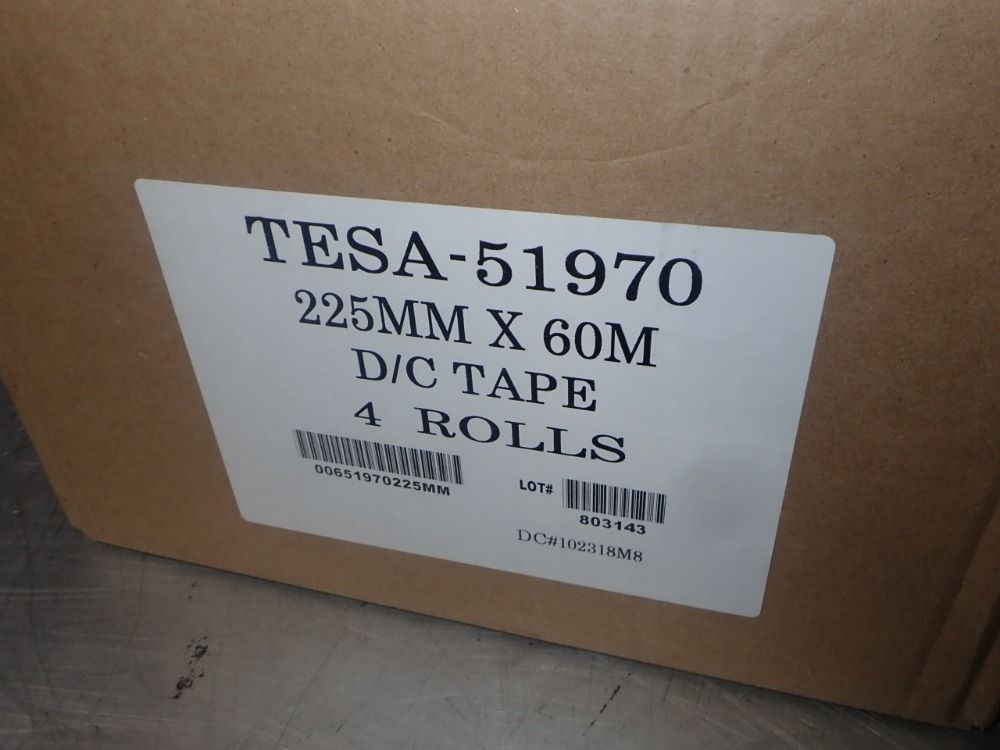 TESA-51970
225MM X 60M
D/C TAPE
4 ROLLS
00651970225MM
LOT# 803143
DC#102318M8